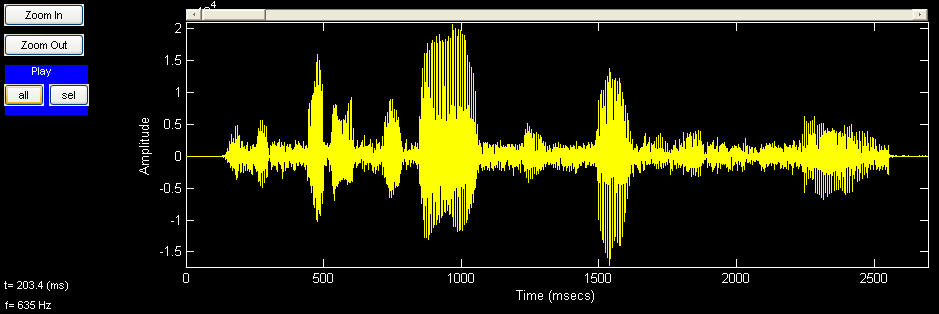 Zoom In
Zoom Out
Play
all sel
t= 203.4 (ms)
f= 635 Hz
2
1.5
1
0.5
0
-0.5
-1
-1.5
Amplitude
0 500 1000 1500 2000 2500
Time (msecs)